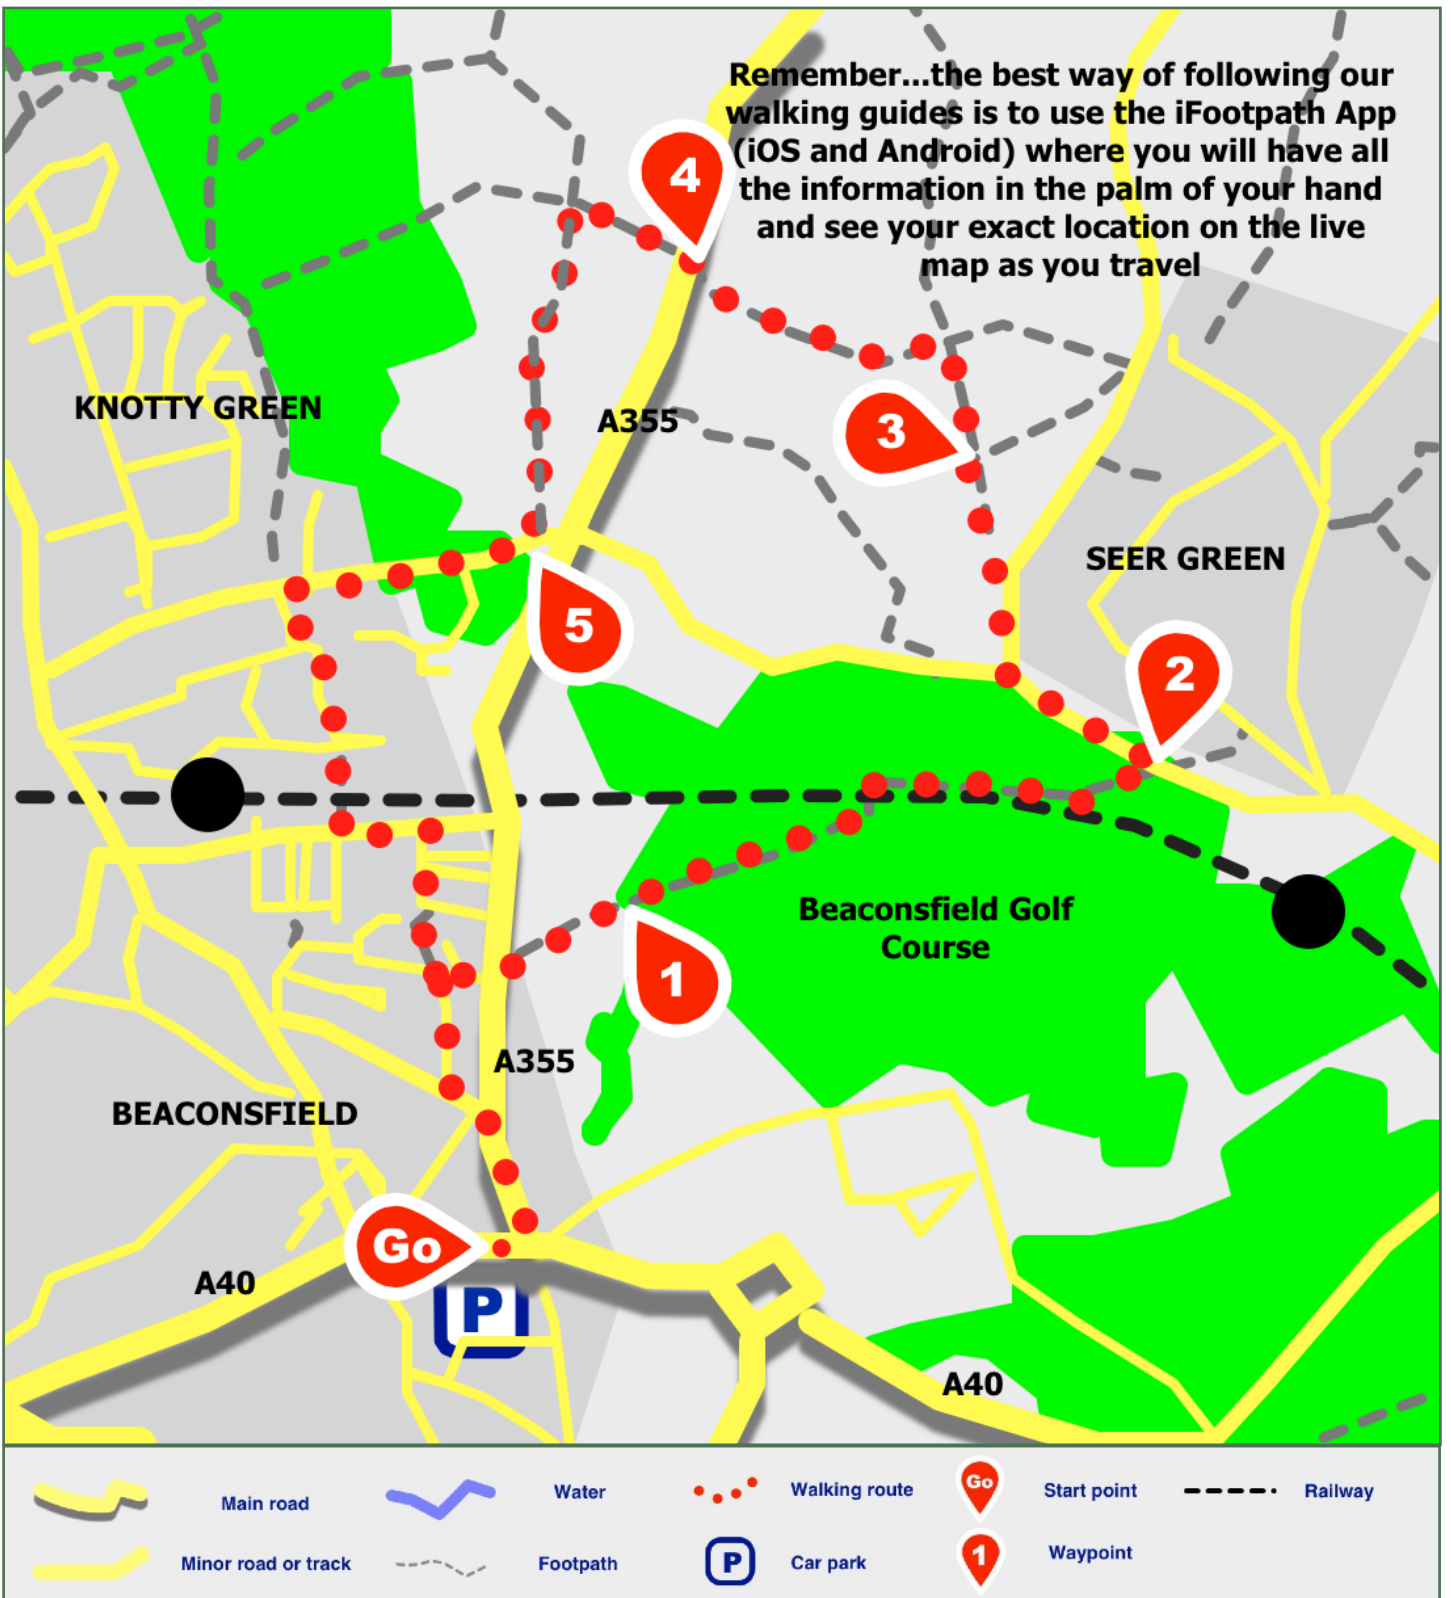 Remember...the best way of following our
walking guides is to use the iFootpath App
(iOS and Android) where you will have all
the information in the palm of your hand
and see your exact location on the live
map as you travel
4
KNOTTY GREEN
A355
3
SEER GREEN
5
2
Beaconsfield Golf
Course
1
A355
BEACONSFIELD
Go
A40
P
A40
Main road
Water
Walking route
Go
Start point
Railway
Minor road or track
Footpath
P
Car park
1
Waypoint